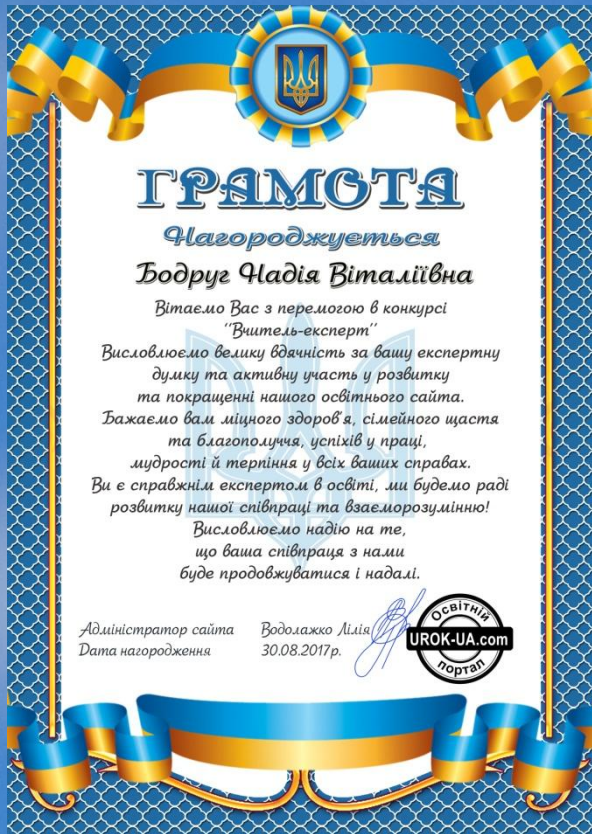 ГРАМОТА
Нагороджується
Бодруг Надія Віталіївна
Вітаємо Вас з перемогою в конкурсі
"Вчитель-експерт"
Висловлюємо велику вдячність за вашу експертну
думку та активну участь у розвитку
та покращенні нашого освітнього сайта.
Бажаємо вам міцного здоров'я, сімейного щастя
та благополуччя, успіхів у праці,
мудрості й терпіння у всіх ваших справах.
Ви є справжнім експертом в освіті, ми будемо раді
розвитку нашої співпраці та взаєморозумінню!
Висловлюємо надію на те,
що ваша співпраця з нами
буде продовжуватися і надалі.
Адміністратор сайта Водолажко Лілія
Дата нагородження 30.08.2017р.
Освітній
UROK-UA.com
портал